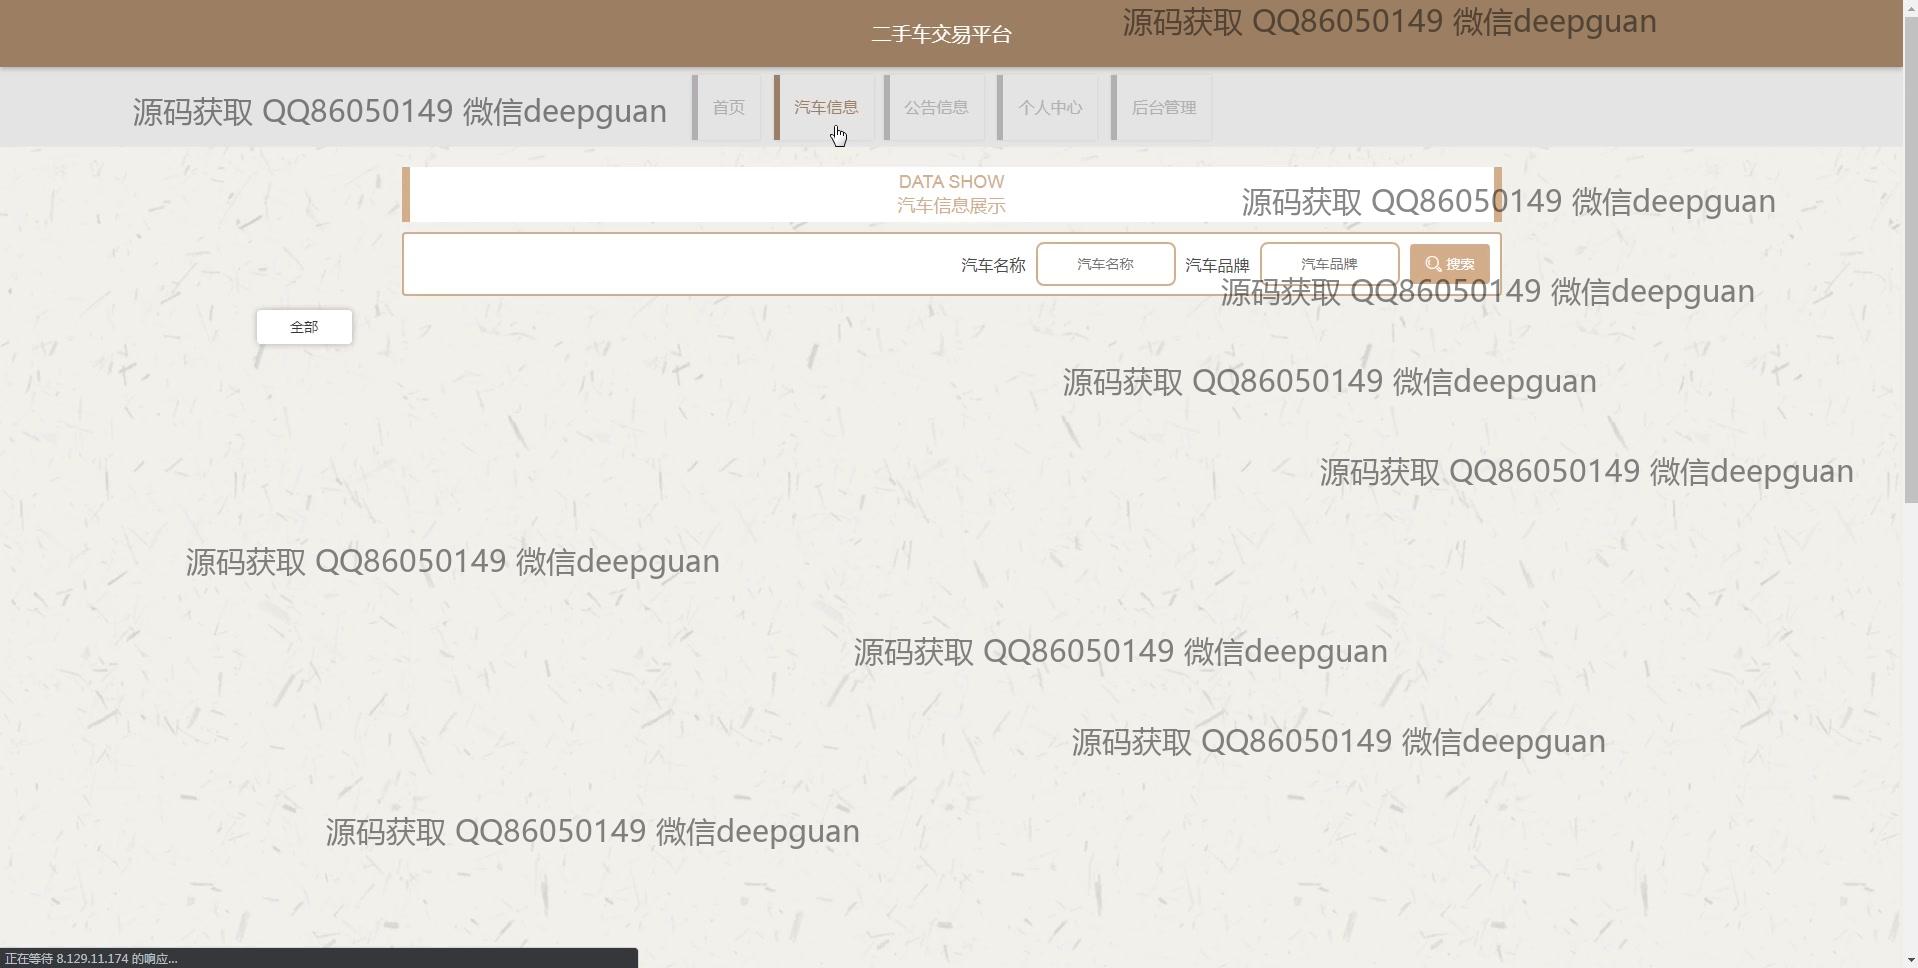 二手车交易平台
源码获取 QQ86050149 微信deepguan
源码获取 QQ86050149 微信deepguan
首页
汽车信息
公告信息
个人中心
后台管理
DATA SHOW
汽车信息展示
源码获取 QQ86050149 微信deepguan
汽车名称
汽车名称
汽车品牌
汽车品牌
搜索
源码获取 QQ86050149 微信deepguan
全部
源码获取 QQ86050149 微信deepguan
源码获取 QQ86050149 微信deepguan
源码获取 QQ86050149 微信deepguan
源码获取 QQ86050149 微信deepguan
源码获取 QQ86050149 微信deepguan
源码获取 QQ86050149 微信deepguan
正在等待 8.129.11.174 的响应...